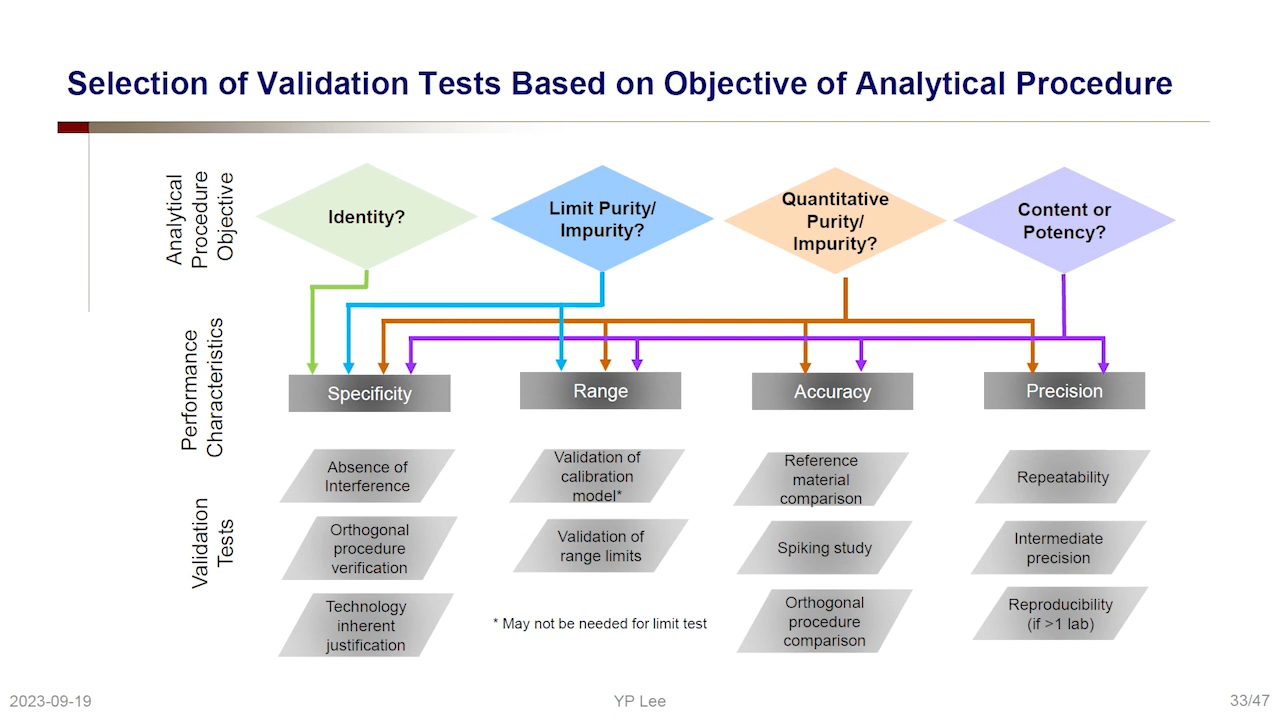 Selection of Validation Tests Based on Objective of Analytical Procedure
Analytical
Procedure
Objective
Identity?
Limit Purity/
Impurity?
Quantitative
Purity/
Impurity?
Content or
Potency?
Performance
Characteristics
Specificity
Range
Accuracy
Precision
Validation
Tests
Absence of
Interference
Orthogonal
procedure
verification
Technology
inherent
justification
Validation of
calibration
model*
Validation of
range limits
* May not be needed for limit test
Reference
material
comparison
Spiking study
Orthogonal
procedure
comparison
Repeatability
Intermediate
precision
Reproducibility
(if >1 lab)
2023-09-19
YP Lee
33/47